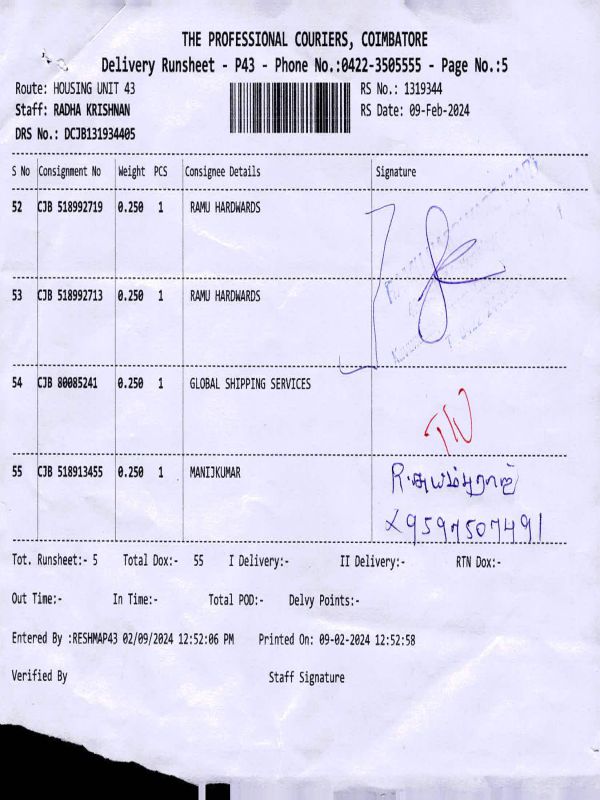 THE PROFESSIONAL COURIERS, COIMBATORE
Delivery Runsheet - P43 - Phone No.:0422-3505555 - Page No.:5
Route: HOUSING UNIT 43 RS No.: 1319344
Staff: RADHA KRISHNAN RS Date: 09-Feb-2024
DRS No.: DCJB131934405
S No Consignment No Weight PCS Consignee Details Signature
52 CJB 518992719 0.250 1 RAMU HARDWARDS
53 CJB 518992713 0.250 1 RAMU HARDWARDS
54 CJB 80085241 0.250 1 GLOBAL SHIPPING SERVICES
55 CJB 518913455 0.250 1 MANIJKUMAR
9597507491
Tot. Runsheet:- 5 Total Dox:- 55 I Delivery:- II Delivery:- RTN Dox:-
Out Time:- In Time:- Total POD:- Delvy Points:-
Entered By :RESHMAP43 02/09/2024 12:52:06 PM Printed On: 09-02-2024 12:52:58
Verified By Staff Signature